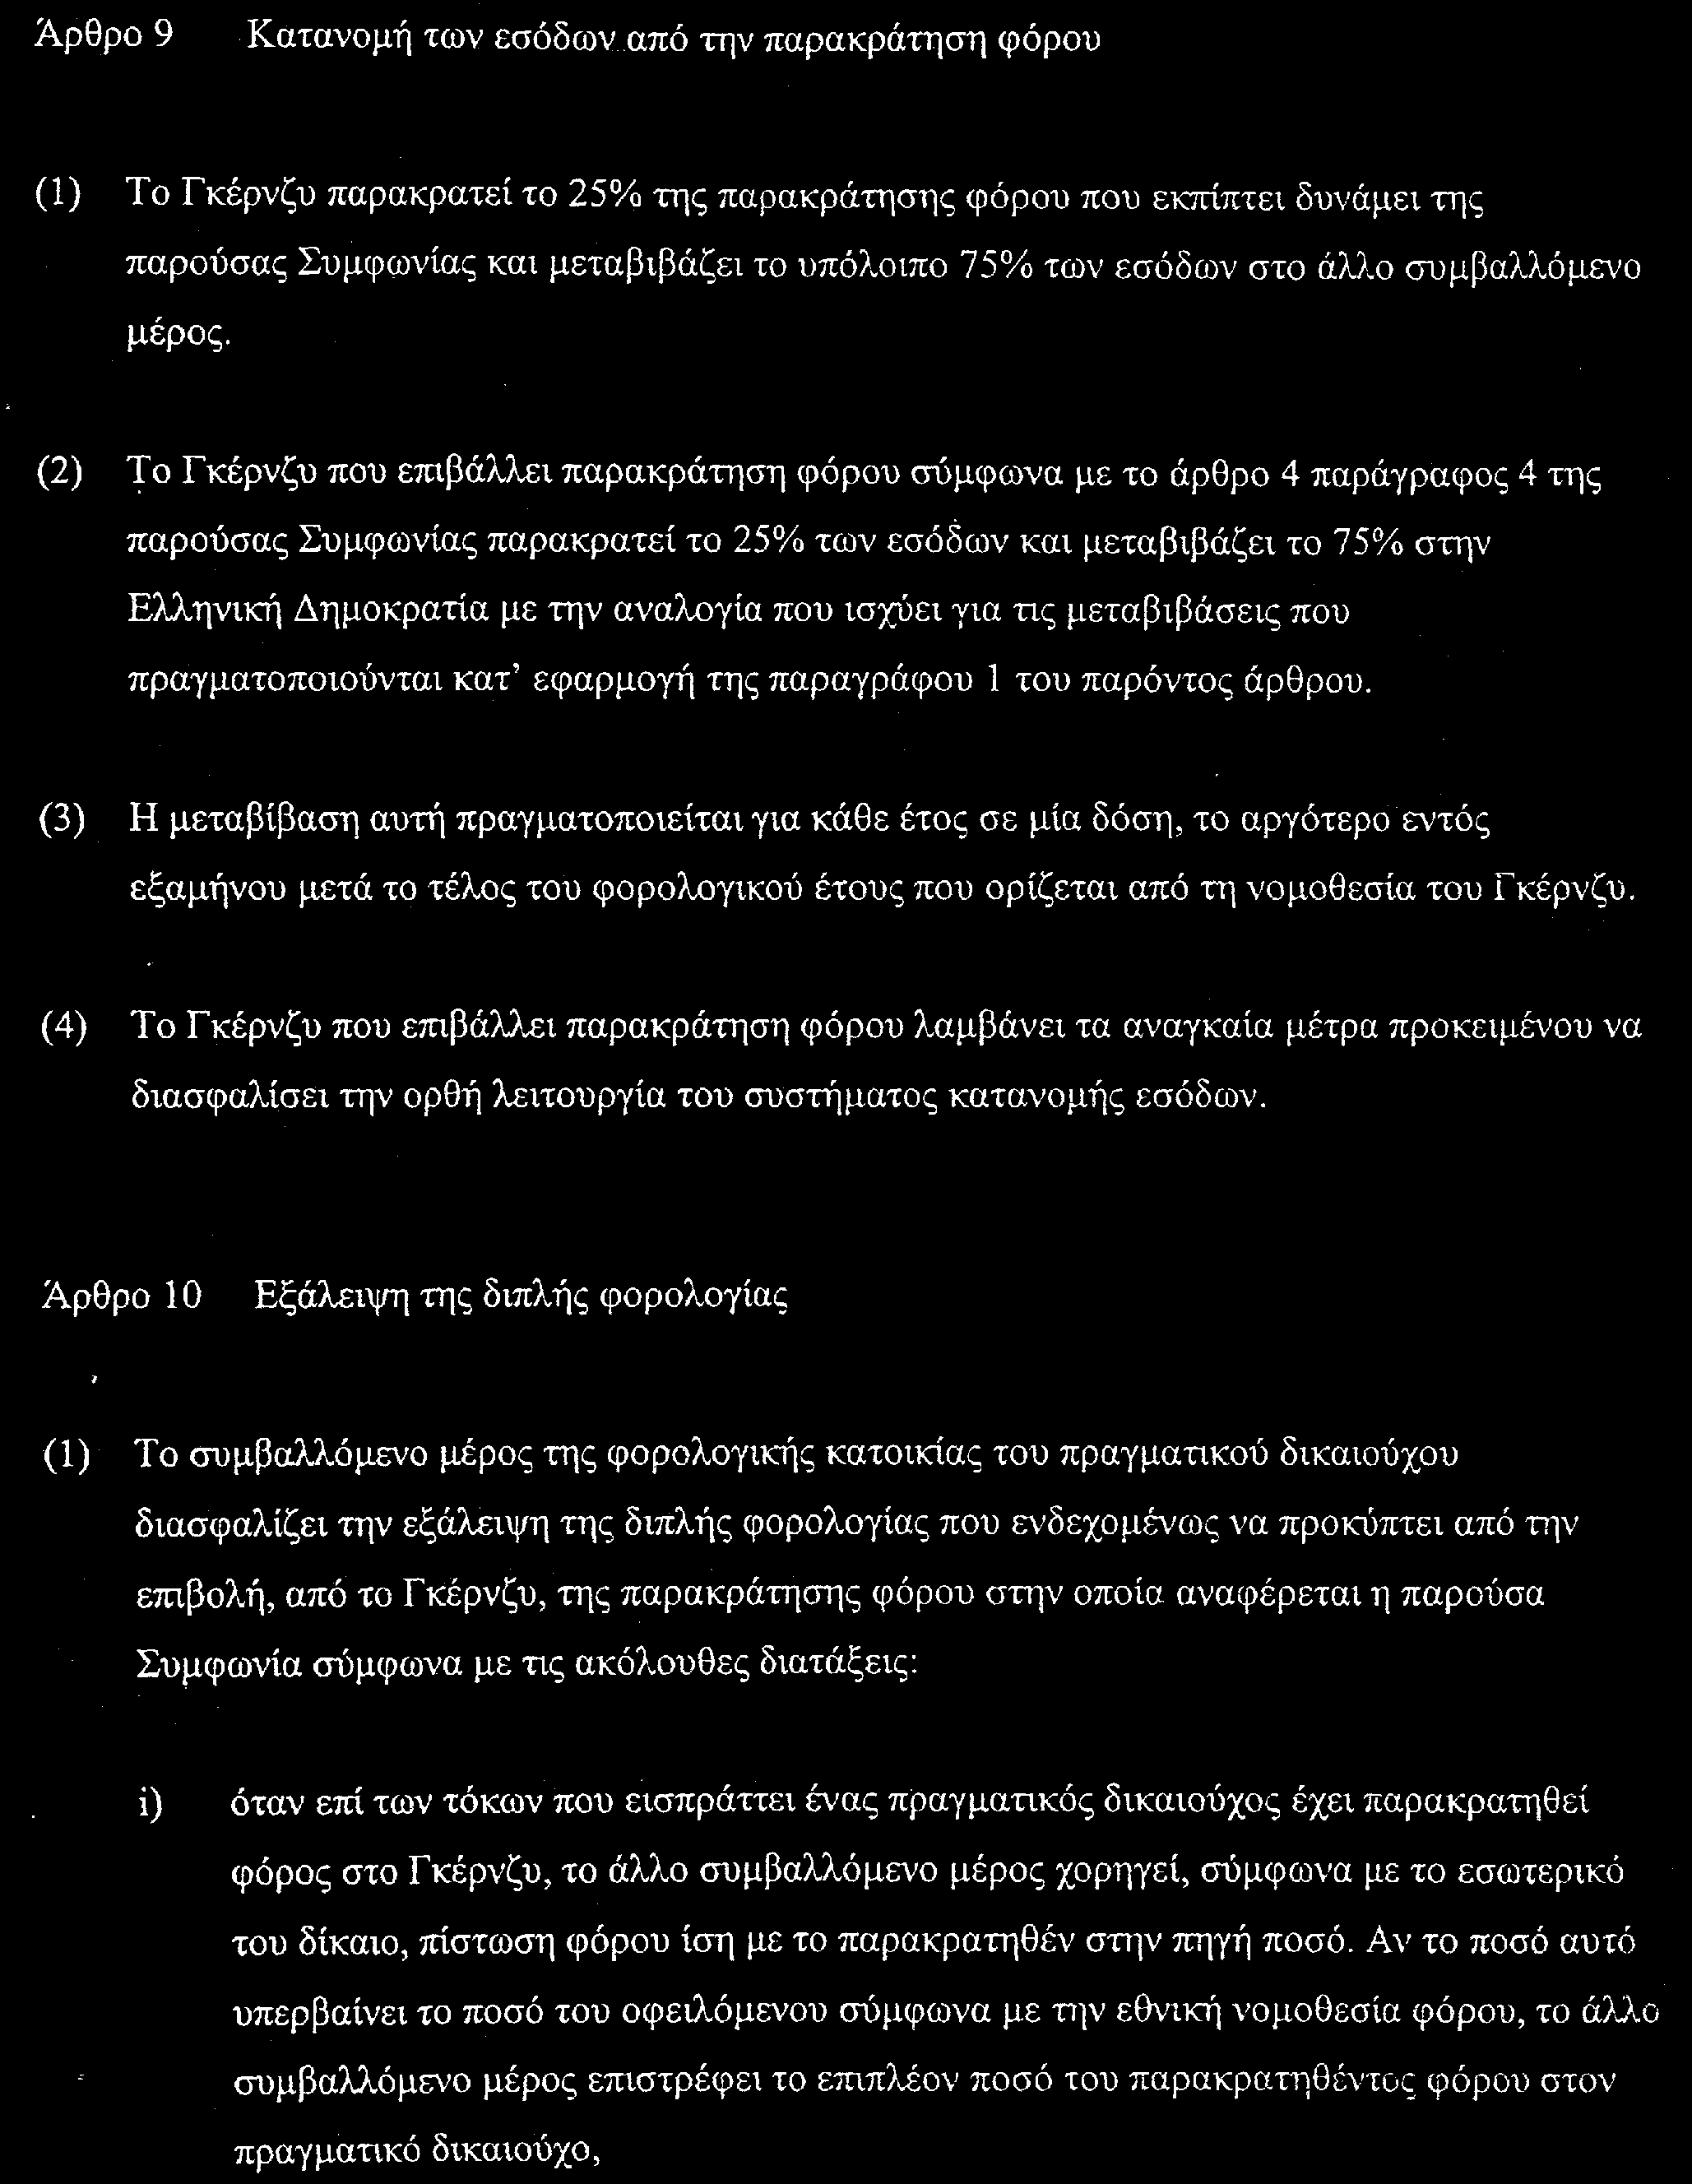 Άρθρο 9 Κατανομή των εσόδων από την παρακράτηση φόρου
(1) Το Γκέρνζυ παρακρατεί το 25% της παρακράτησης φόρου που εκπίπτει δυνάμει της
παρούσας Συμφωνίας και μεταβιβάζει το υπόλοιπο 75% των εσόδων στο άλλο συμβαλλόμενο
μέρος.
(2) Το Γκέρνζυ που επιβάλλει παρακράτηση φόρου σύμφωνα με το άρθρο 4 παράγραφος 4 της
παρούσας Συμφωνίας παρακρατεί το 25% των εσόδων και μεταβιβάζει το 75% στην
Ελληνική Δημοκρατία με την αναλογία που ισχύει για τις μεταβιβάσεις που
πραγματοποιούνται κατ’ εφαρμογή της παραγράφου 1 του παρόντος άρθρου.
(3) Η μεταβίβαση αυτή πραγματοποιείται για κάθε έτος σε μία δόση, το αργότερο εντός
εξαμήνου μετά το τέλος του φορολογικού έτους που ορίζεται από τη νομοθεσία του Γκέρνζυ.
(4) Το Γκέρνζυ που επιβάλλει παρακράτηση φόρου λαμβάνει τα αναγκαία μέτρα προκειμένου να
διασφαλίσει την ορθή λειτουργία του συστήματος κατανομής εσόδων.
Άρθρο 10 Εξάλειψη της διπλής φορολογίας
(1) Το συμβαλλόμενο μέρος της φορολογικής κατοικίας του πραγματικού δικαιούχου
διασφαλίζει την εξάλειψη της διπλής φορολογίας που ενδεχομένως να προκύπτει από την
επιβολή, από το Γκέρνζυ, της παρακράτησης φόρου στην οποία αναφέρεται η παρούσα
Συμφωνία σύμφωνα με τις ακόλουθες διατάξεις:
i) όταν επί των τόκων που εισπράττει ένας πραγματικός δικαιούχος έχει παρακρατηθεί
φόρος στο Γκέρνζυ, το άλλο συμβαλλόμενο μέρος χορηγεί, σύμφωνα με το εσωτερικό
του δίκαιο, πίστωση φόρου ίση με το παρακρατηθέν στην πηγή ποσό. Αν το ποσό αυτό
υπερβαίνει το ποσό του οφειλόμενου σύμφωνα με την εθνική νομοθεσία φόρου, το άλλο
συμβαλλόμενο μέρος επιστρέφει το επιπλέον ποσό του παρακρατηθέντος φόρου στον
πραγματικό δικαιούχο,